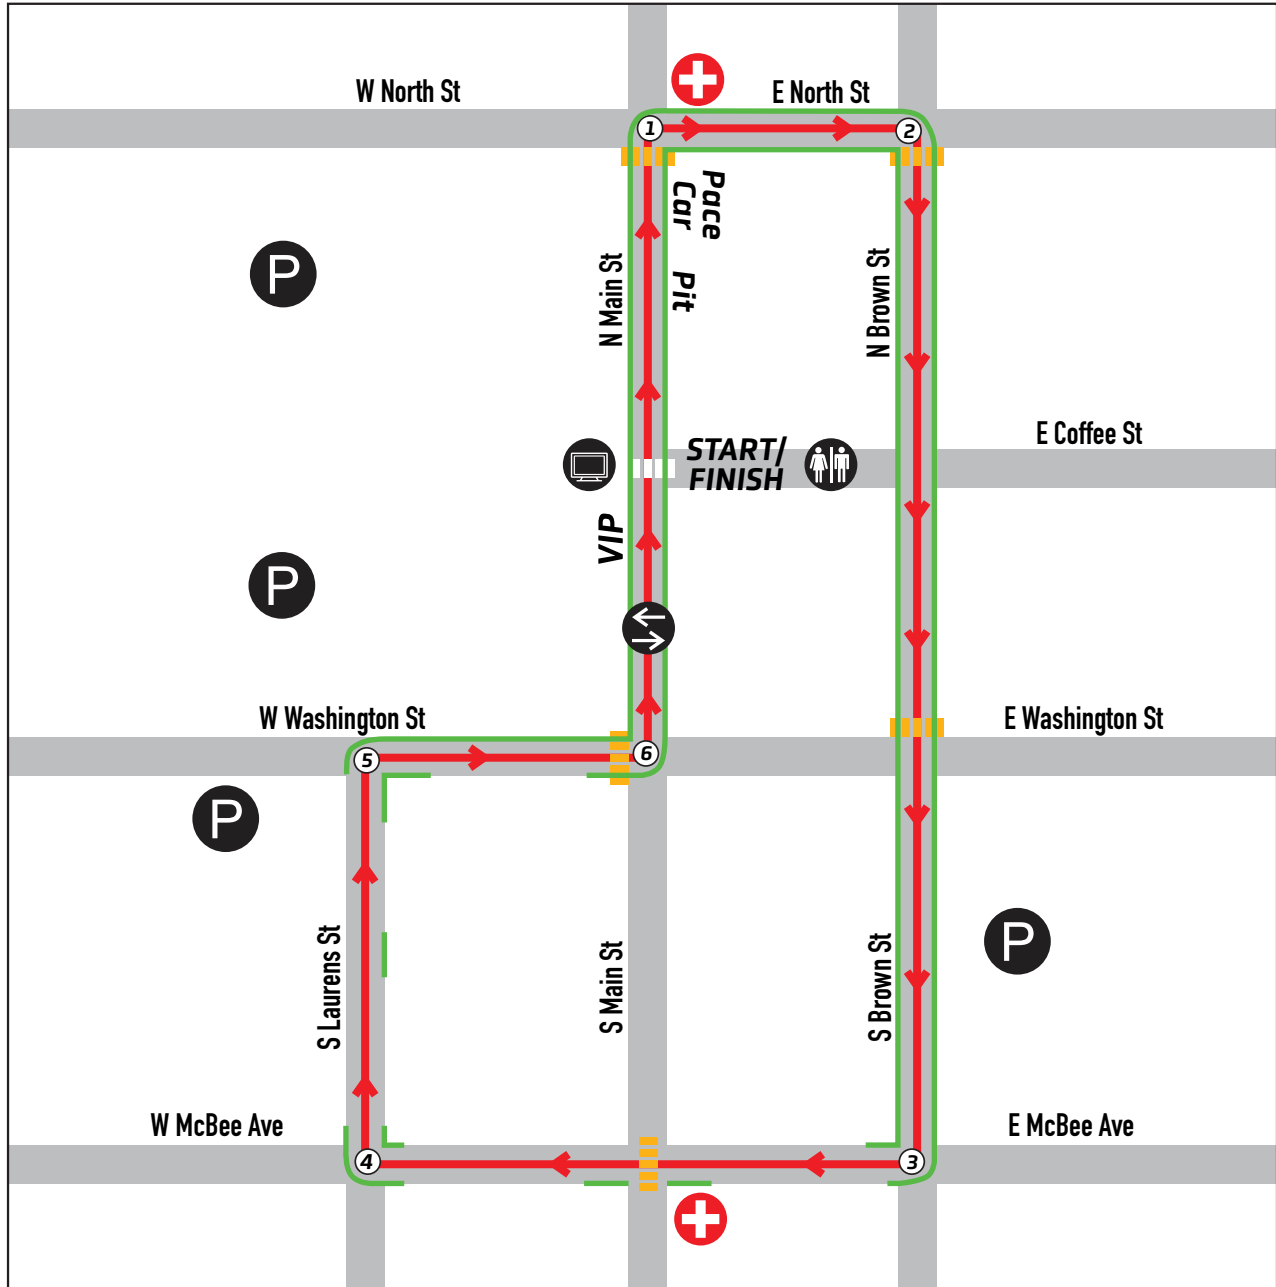 W North St
E North St
1
2
Pace
Car
Pit
P
N Main St
N Brown St
E Coffee St
START/
FINISH
VIP
P
W Washington St
E Washington St
5
6
P
P
S Laurens St
S Main St
S Brown St
W McBee Ave
E McBee Ave
4
3